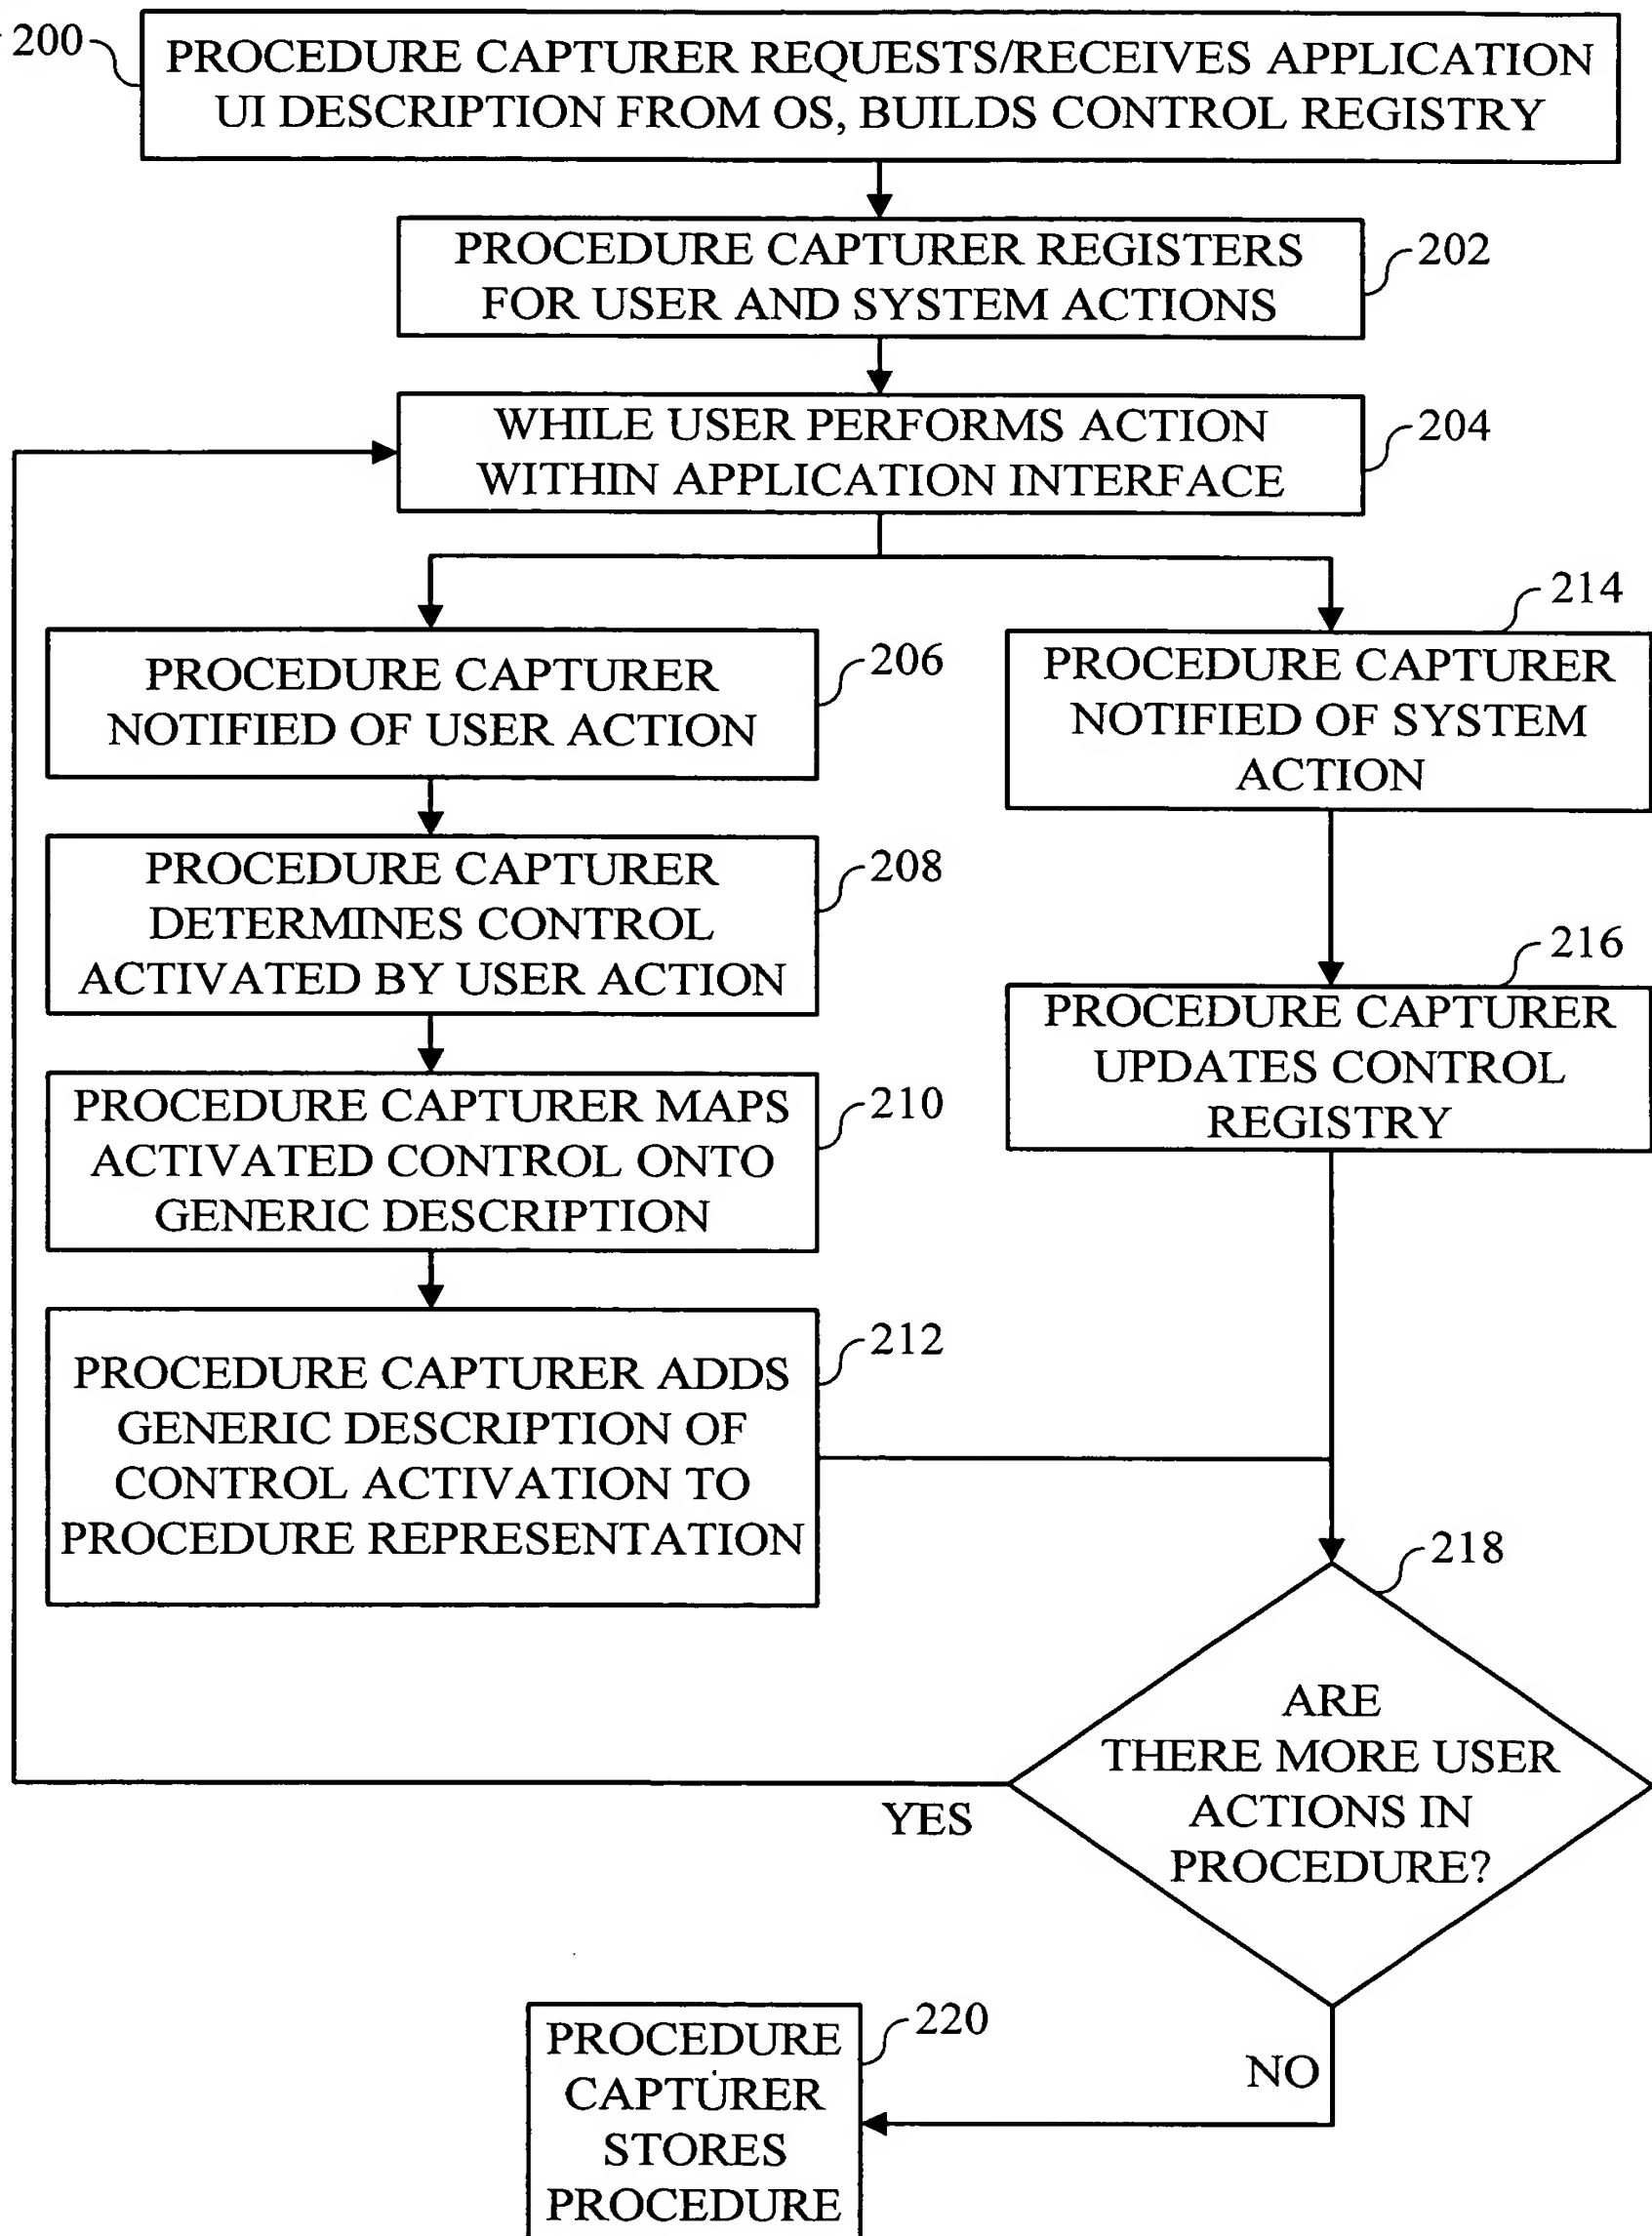 200
PROCEDURE CAPTURER REQUESTS/RECEIVES APPLICATION
UI DESCRIPTION FROM OS, BUILDS CONTROL REGISTRY
PROCEDURE CAPTURER REGISTERS
FOR USER AND SYSTEM ACTIONS
202
WHILE USER PERFORMS ACTION
WITHIN APPLICATION INTERFACE
204
PROCEDURE CAPTURER
NOTIFIED OF USER ACTION
206
PROCEDURE CAPTURER
DETERMINES CONTROL
ACTIVATED BY USER ACTION
208
PROCEDURE CAPTURER MAPS
ACTIVATED CONTROL ONTO
GENERIC DESCRIPTION
210
PROCEDURE CAPTURER ADDS
GENERIC DESCRIPTION OF
CONTROL ACTIVATION TO
PROCEDURE REPRESENTATION
212
214
PROCEDURE CAPTURER
NOTIFIED OF SYSTEM
ACTION
216
PROCEDURE CAPTURER
UPDATES CONTROL
REGISTRY
218
ARE
THERE MORE USER
ACTIONS IN
PROCEDURE?
YES
NO
220
PROCEDURE
CAPTURER
STORES
PROCEDURE